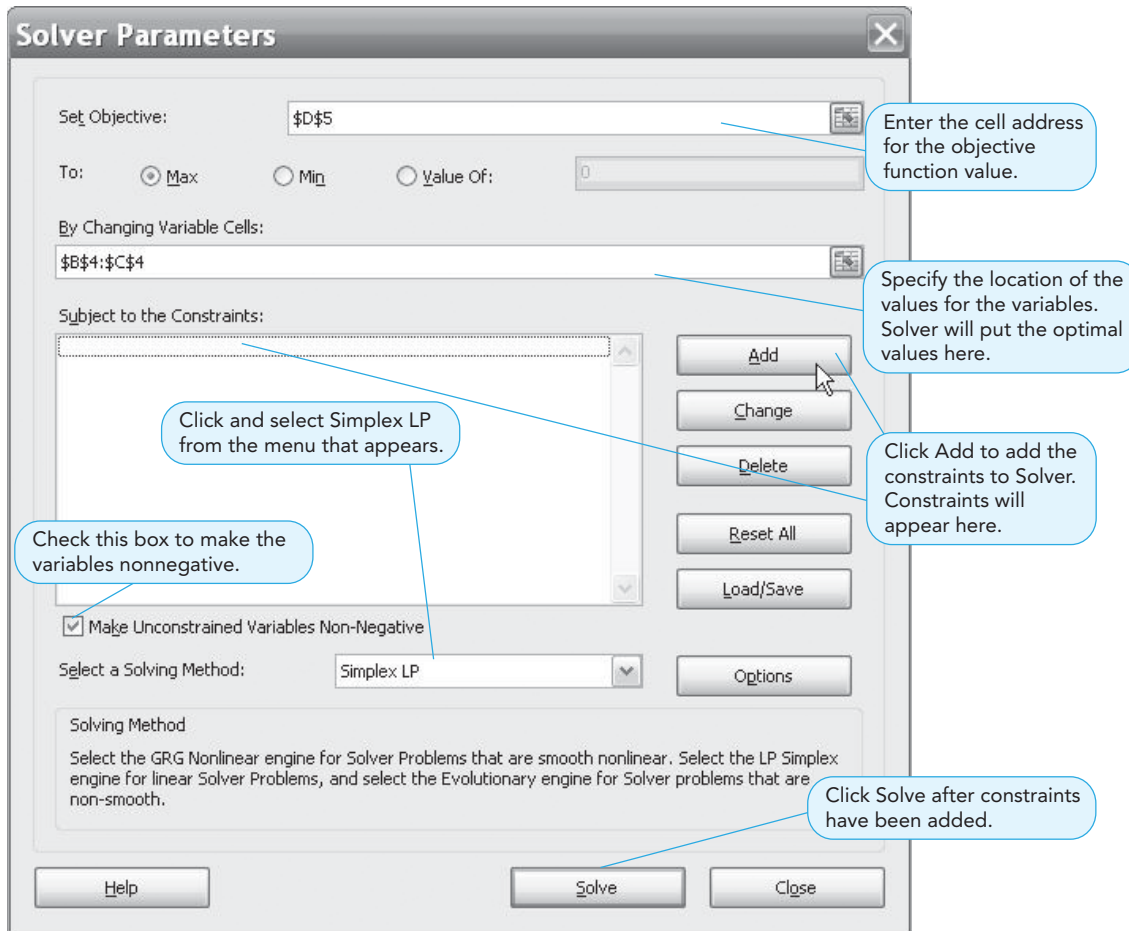 Solver Parameters
Set Objective:
$D$5
Enter the cell address
for the objective
function value.
To:
Max
Min
Value Of:
0
By Changing Variable Cells:
$B$4:$C$4
Specify the location of the
values for the variables.
Solver will put the optimal
values here.
Subject to the Constraints:
Add
Change
Delete
Reset All
Load/Save
Click and select Simplex LP
from the menu that appears.
Click Add to add the
constraints to Solver.
Constraints will
appear here.
Check this box to make the
variables nonnegative.
Make Unconstrained Variables Non-Negative
Select a Solving Method:
Simplex LP
Options
Solving Method
Select the GRG Nonlinear engine for Solver Problems that are smooth nonlinear. Select the LP Simplex
engine for linear Solver Problems, and select the Evolutionary engine for Solver problems that are
non-smooth.
Click Solve after constraints
have been added.
Help
Solve
Close